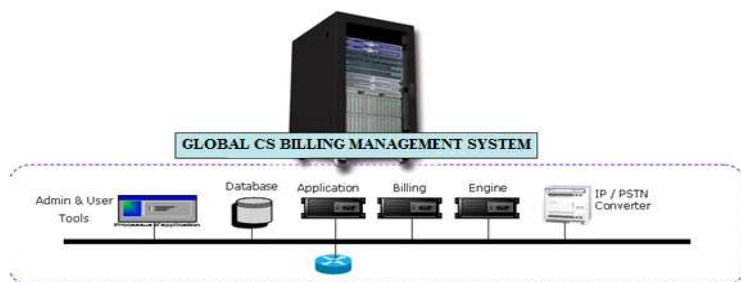 GLOBAL CS BILLING MANAGEMENT SYSTEM
Admin & User
Tools
Database
Application
Billing
Engine
IP / PSTN
Converter